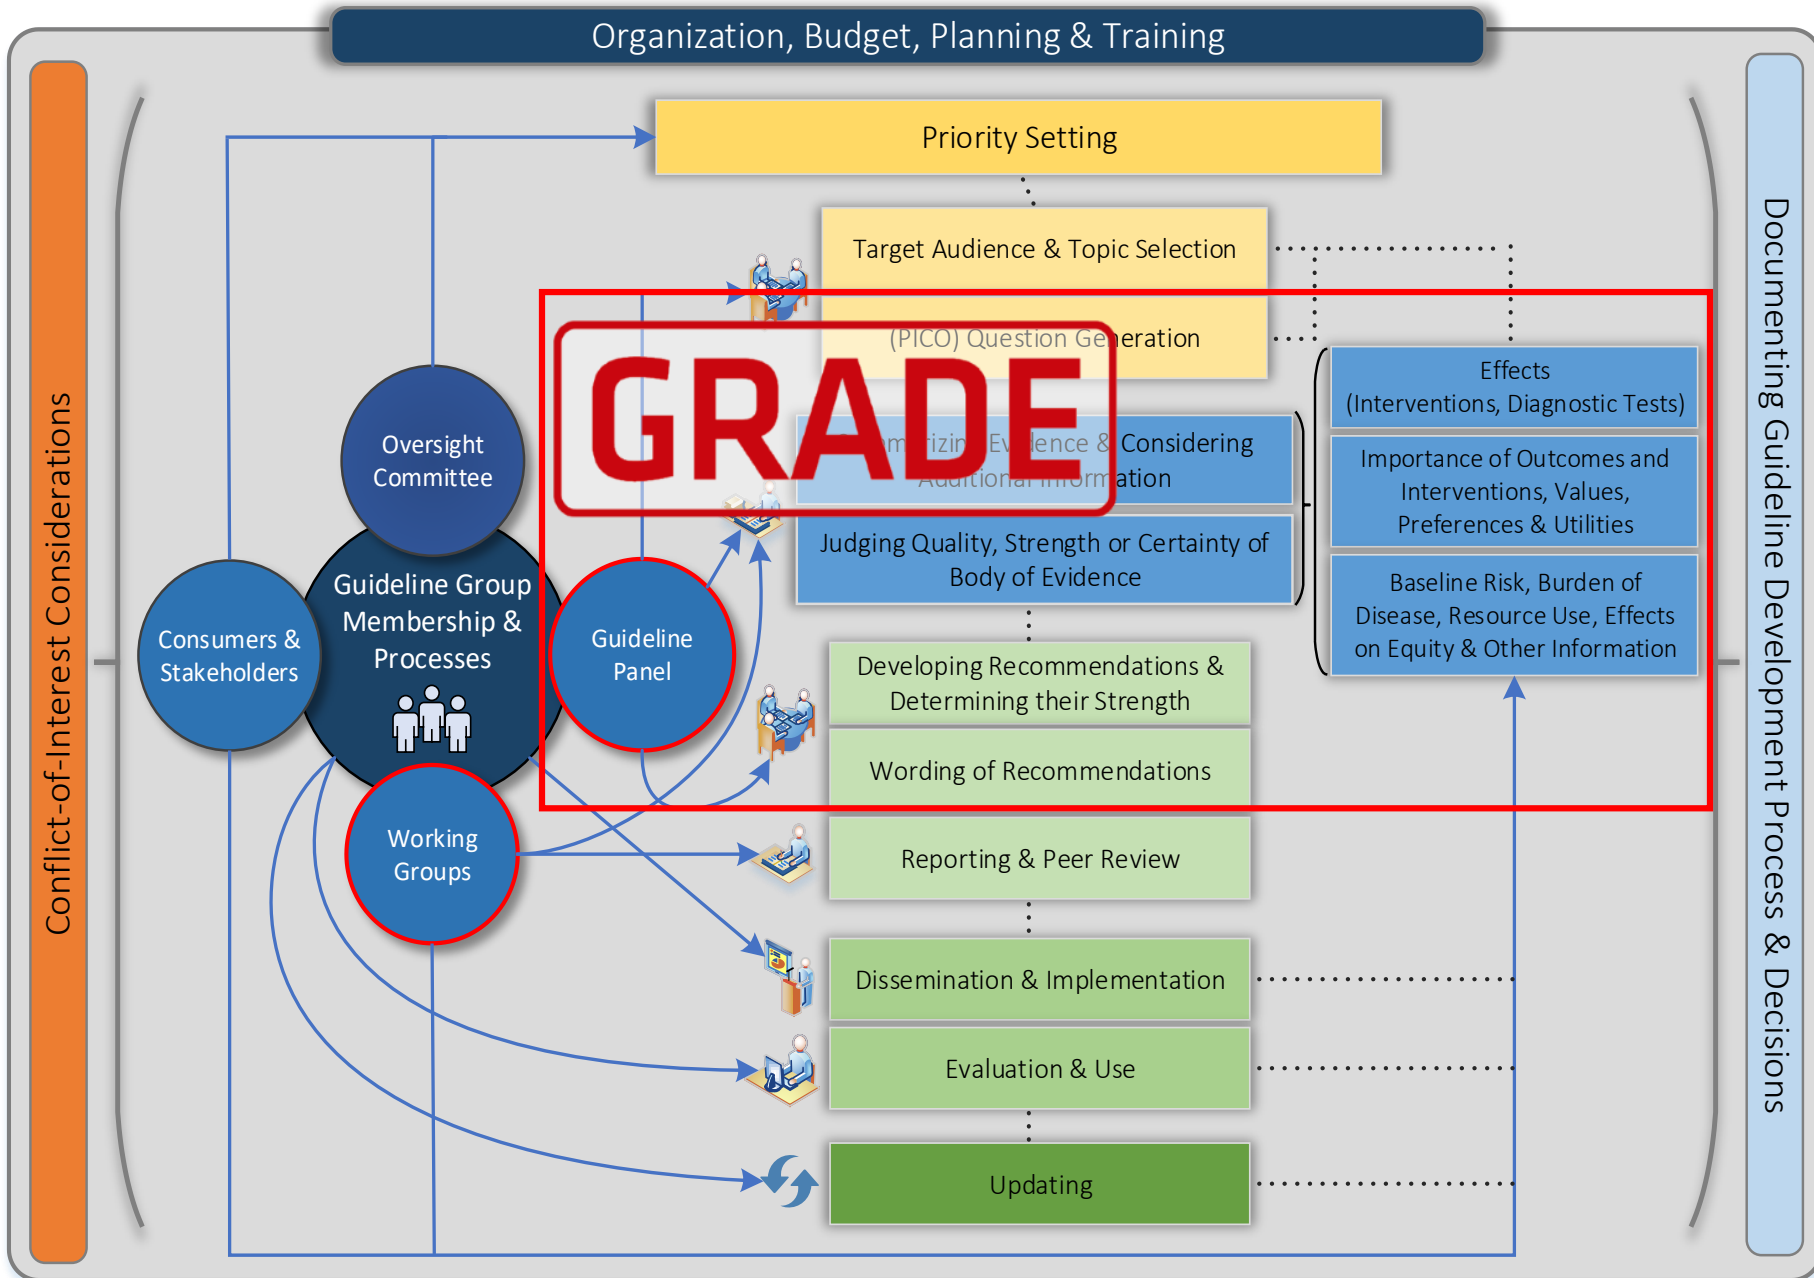 Organization, Budget, Planning & Training
Conflict-of-Interest Considerations
Documenting Guideline Development Process & Decisions
Priority Setting
Target Audience & Topic Selection
(PICO) Question Generation
GRADE
Summarizing Evidence & Considering
Additional Information
Judging Quality, Strength or Certainty of
Body of Evidence
Effects
(Interventions, Diagnostic Tests)
Importance of Outcomes and
Interventions, Values,
Preferences & Utilities
Baseline Risk, Burden of
Disease, Resource Use, Effects
on Equity & Other Information
Oversight
Committee
Guideline Group
Membership &
Processes
Consumers &
Stakeholders
Guideline
Panel
Working
Groups
Developing Recommendations &
Determining their Strength
Wording of Recommendations
Reporting & Peer Review
Dissemination & Implementation
Evaluation & Use
Updating